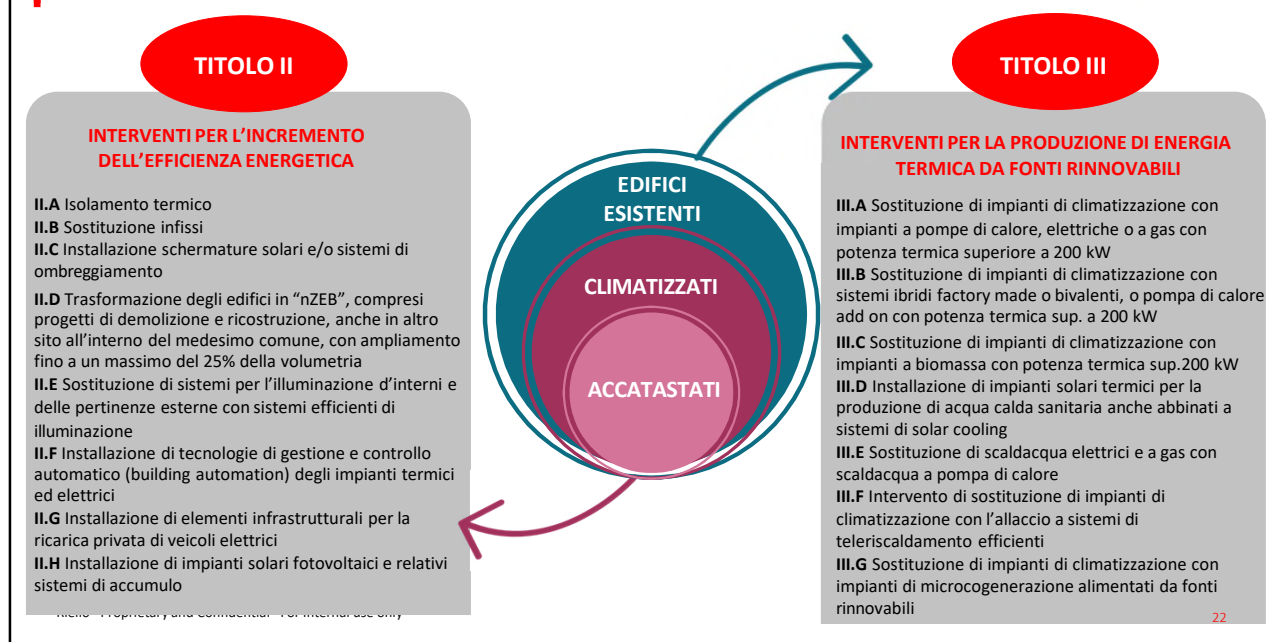 TITOLO II
INTERVENTI PER L'INCREMENTO
DELL'EFFICIENZA ENERGETICA
II.A Isolamento termico
II.B Sostituzione infissi
II.C Installazione schermature solari e/o sistemi di
ombreggiamento
II.D Trasformazione degli edifici in "nZEB", compresi
progetti di demolizione e ricostruzione, anche in altro
sito all'interno del medesimo comune, con ampliamento
fino a un massimo del 25% della volumetria
II.E Sostituzione di sistemi per l'illuminazione d'interni e
delle pertinenze esterne con sistemi efficienti di
illuminazione
II.F Installazione di tecnologie di gestione e controllo
automatico (building automation) degli impianti termici
ed elettrici
II.G Installazione di elementi infrastrutturali per la
ricarica privata di veicoli elettrici
II.H Installazione di impianti solari fotovoltaici e relativi
sistemi di accumulo
EDIFICI
ESISTENTI
CLIMATIZZATI
ACCATASTATI
TITOLO III
INTERVENTI PER LA PRODUZIONE DI ENERGIA
TERMICA DA FONTI RINNOVABILI
III.A Sostituzione di impianti di climatizzazione con
impianti a pompe di calore, elettriche o a gas con
potenza termica superiore a 200 kW
III.B Sostituzione di impianti di climatizzazione con
sistemi ibridi factory made o bivalenti, o pompa di calore
add on con potenza termica sup. a 200 kW
III.C Sostituzione di impianti di climatizzazione con
impianti a biomassa con potenza termica sup.200 kW
III.D Installazione di impianti solari termici per la
produzione di acqua calda sanitaria anche abbinati a
sistemi di solar cooling
III.E Sostituzione di scaldacqua elettrici e a gas con
scaldacqua a pompa di calore
III.F Intervento di sostituzione di impianti di
climatizzazione con l'allaccio a sistemi di
teleriscaldamento efficienti
III.G Sostituzione di impianti di climatizzazione con
impianti di microcogenerazione alimentati da fonti
rinnovabili
Riello - Proprietary and Confidential - For internal use only
22